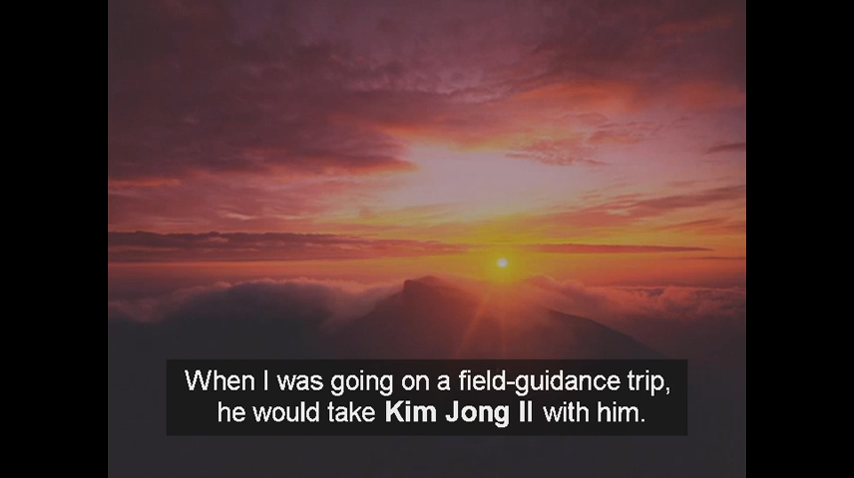 When I was going on a field-guidance trip,
he would take Kim Jong Il with him.